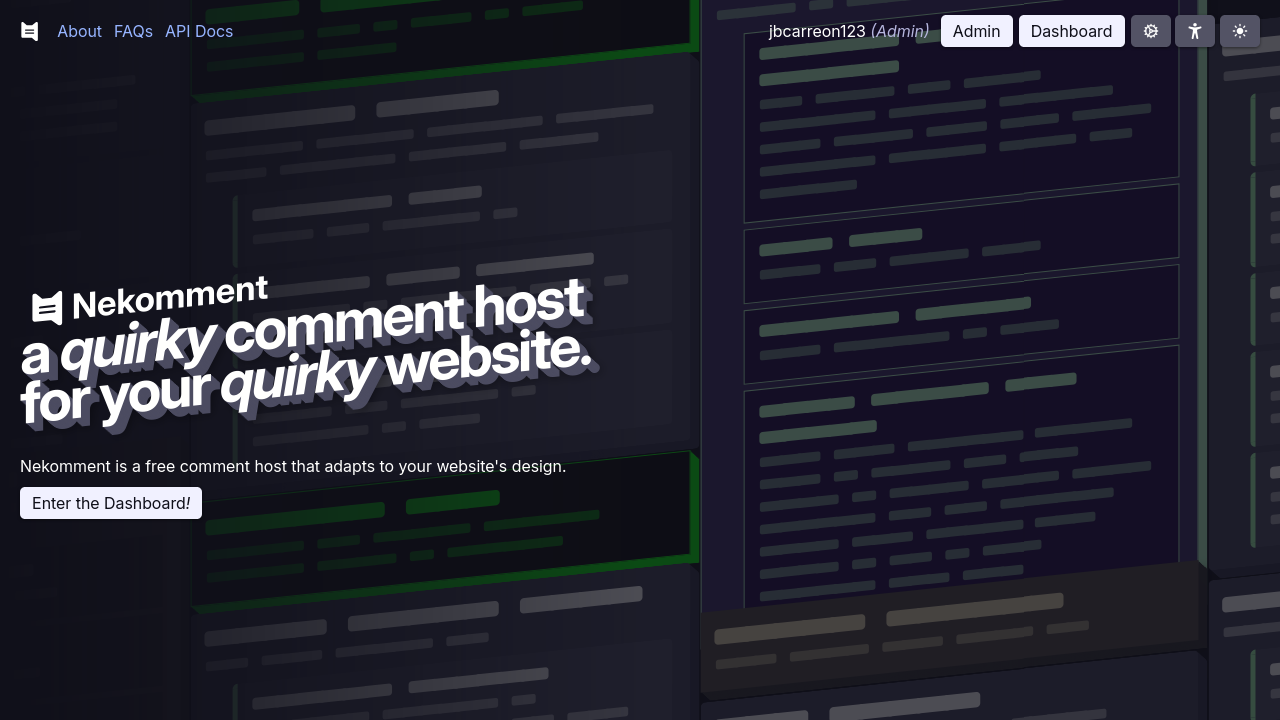 About FAQs API Docs
jbcarreon123 (Admin) Admin Dashboard
Nekomment
a quirky comment host
for your quirky website.
Nekomment is a free comment host that adapts to your website's design.
Enter the Dashboard!